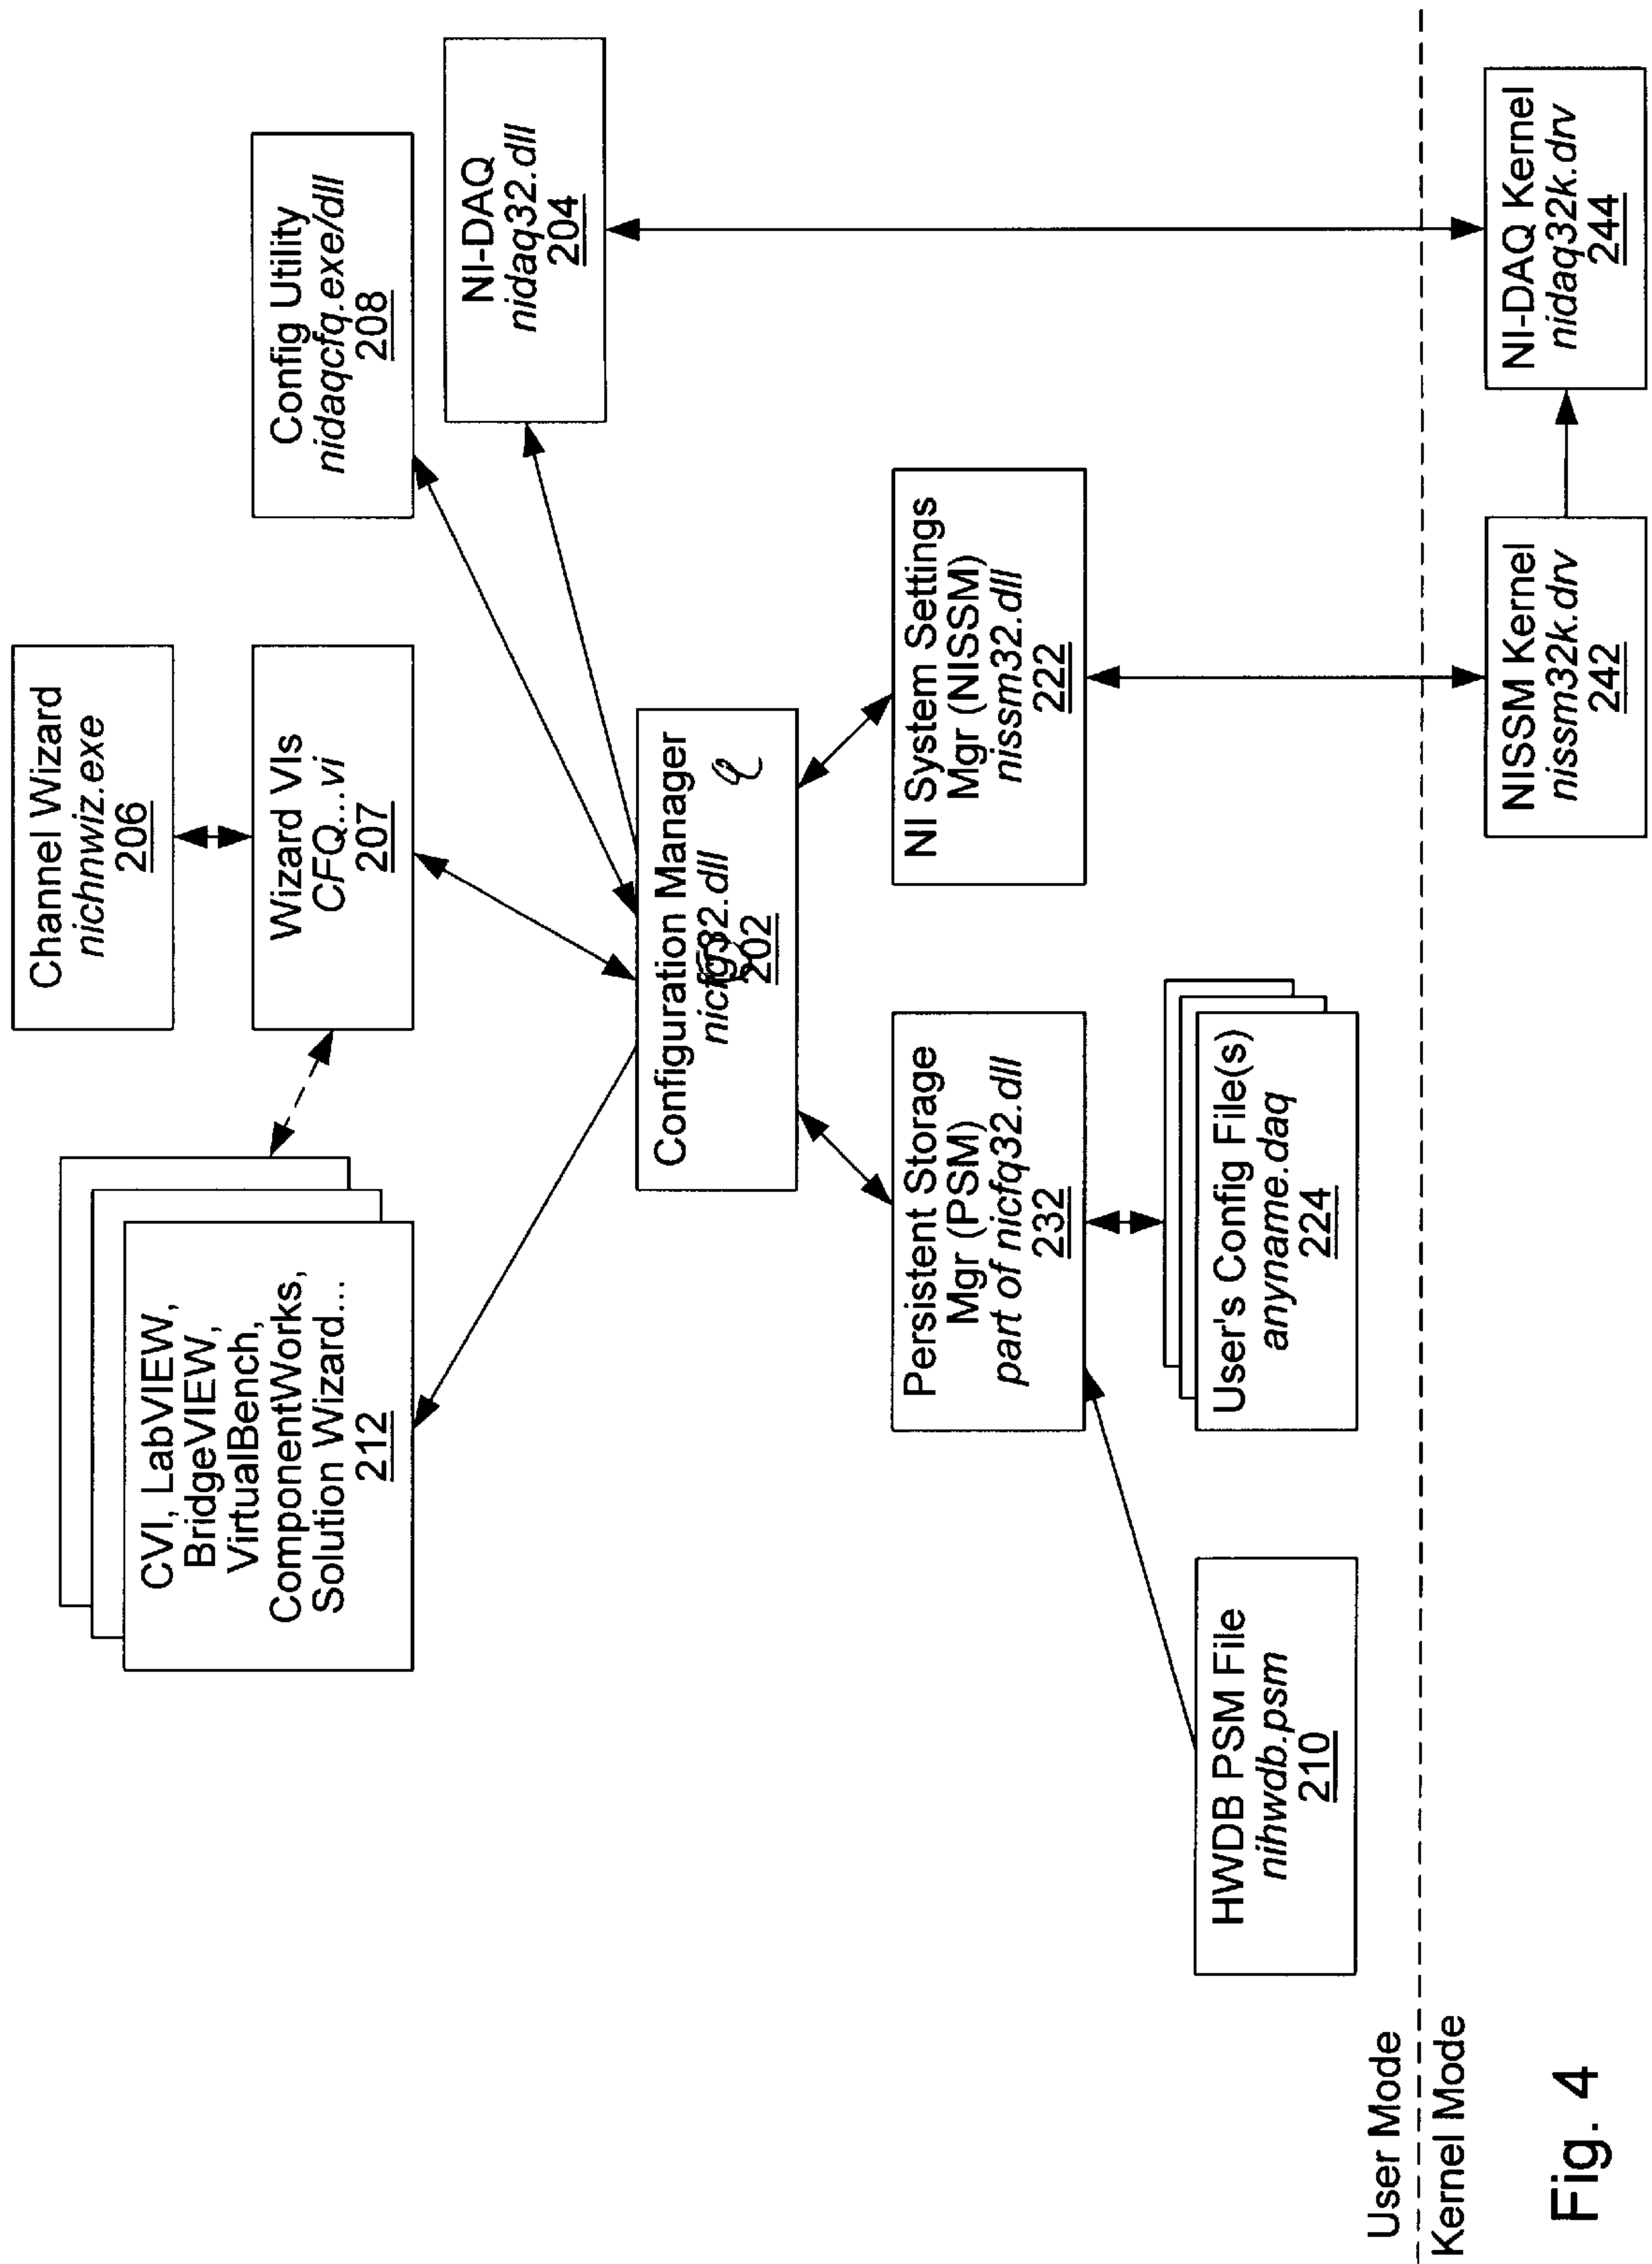 Channel Wizard
nichnwiz.exe
206
Wizard VIs
CFQ...vi
207
Config Utility
nidaqcfq.exe/dll
208
NI-DAQ
nidaq32.dll
204
CVI, LabVIEW,
BridgeVIEW,
VirtualBench,
ComponentWorks,
Solution Wizard...
212
Configuration Manager
202
Persistent Storage
Mgr (PSM)
part of nicfq32.dll
232
NI System Settings
Mgr (NISSM)
nissm32.dll
222
HWDB PSM File
nihwdb.psm
210
User's Config File(s)
anyname.daq
224
User Mode
Kernel Mode
NISSM Kernel
nissm32k.drv
242
NI-DAQ Kernel
nidaq32k.drv
244
Fig. 4